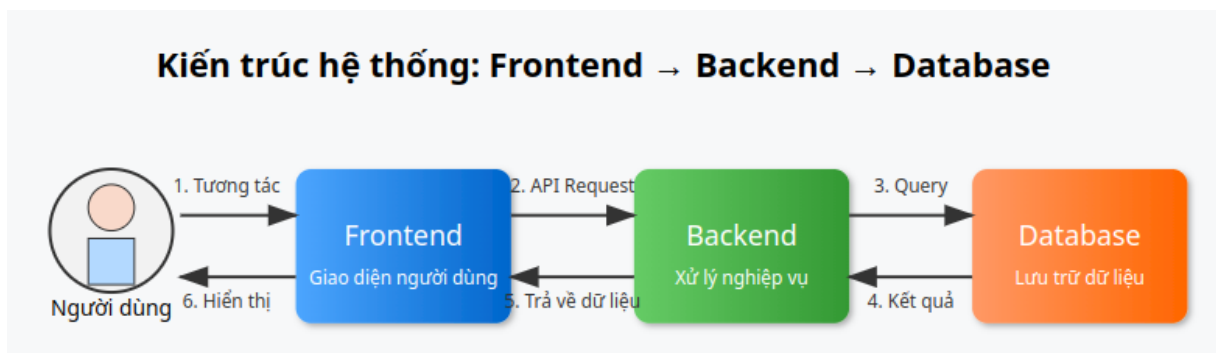 Kiến trúc hệ thống: Frontend → Backend → Database
1. Tương tác
2. API Request
3. Query
Frontend
Giao diện người dùng
Backend
Xử lý nghiệp vụ
Database
Lưu trữ dữ liệu
Người dùng
6. Hiển thị
5. Trả về dữ liệu
4. Kết quả